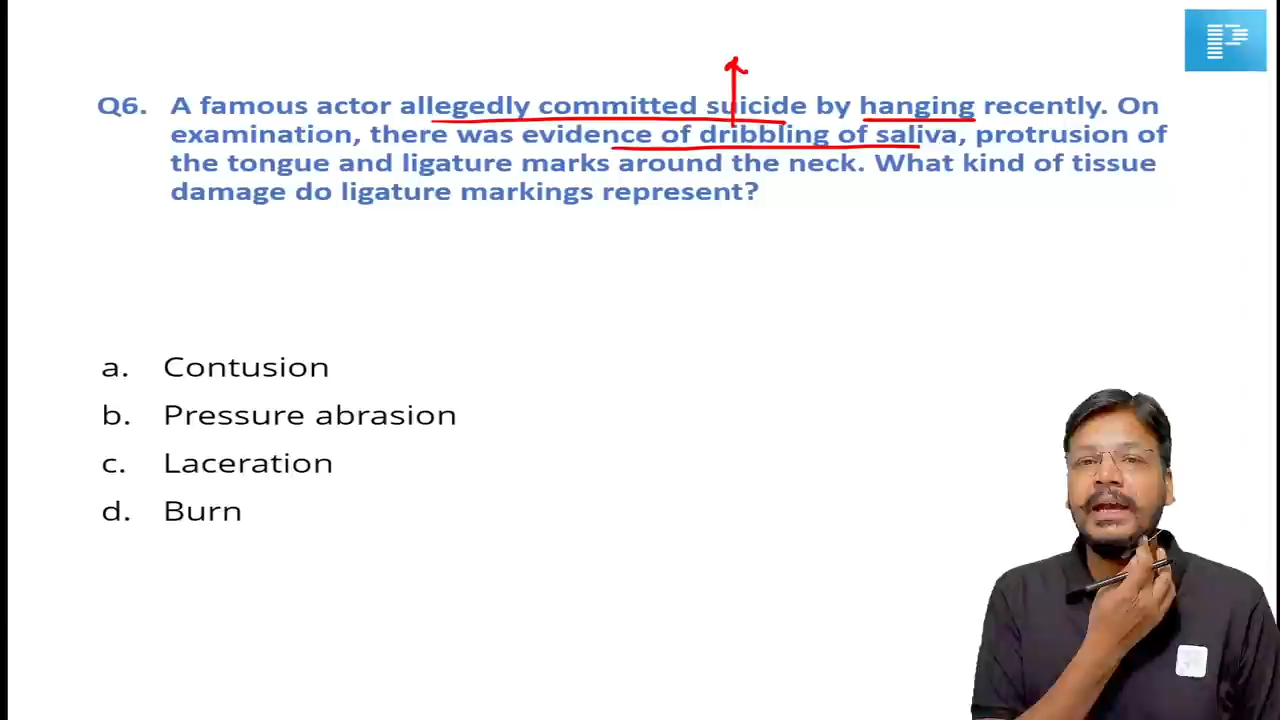 Q6. A famous actor allegedly committed suicide by hanging recently. On
examination, there was evidence of dribbling of saliva, protrusion of
the tongue and ligature marks around the neck. What kind of tissue
damage do ligature markings represent?
a. Contusion
b. Pressure abrasion
c. Laceration
d. Burn